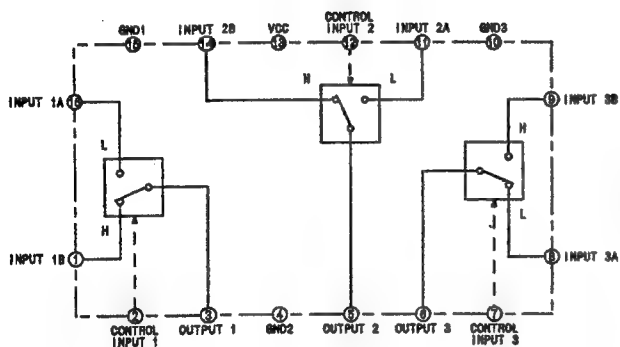 GND1
INPUT 2B
VCC
CONTROL
INPUT 2
INPUT 2A
GND3
15
14
13
12
11
10
INPUT 1A
16
H
L
9
INPUT 3B
L
H
H
L
INPUT 1B
1
8
INPUT 3A
2
3
4
5
6
7
CONTROL
INPUT 1
OUTPUT 1
GND2
OUTPUT 2
OUTPUT 3
CONTROL
INPUT 3